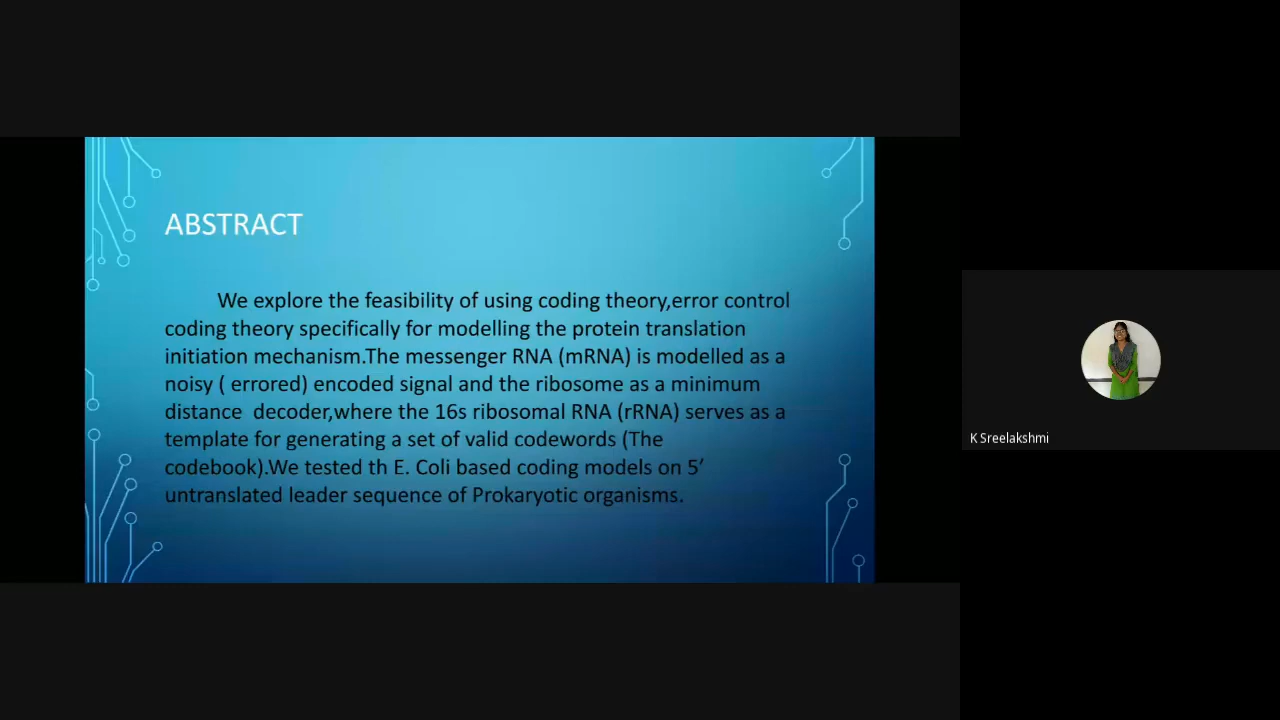 ABSTRACT
We explore the feasibility of using coding theory,error control
coding theory specifically for modelling the protein translation
initiation mechanism.The messenger RNA (mRNA) is modelled as a
noisy ( errored) encoded signal and the ribosome as a minimum
distance  decoder,where the 16s ribosomal RNA (rRNA) serves as a
template for generating a set of valid codewords (The
codebook).We tested th E. Coli based coding models on 5′
untranslated leader sequence of Prokaryotic organisms.
K Sreelakshmi